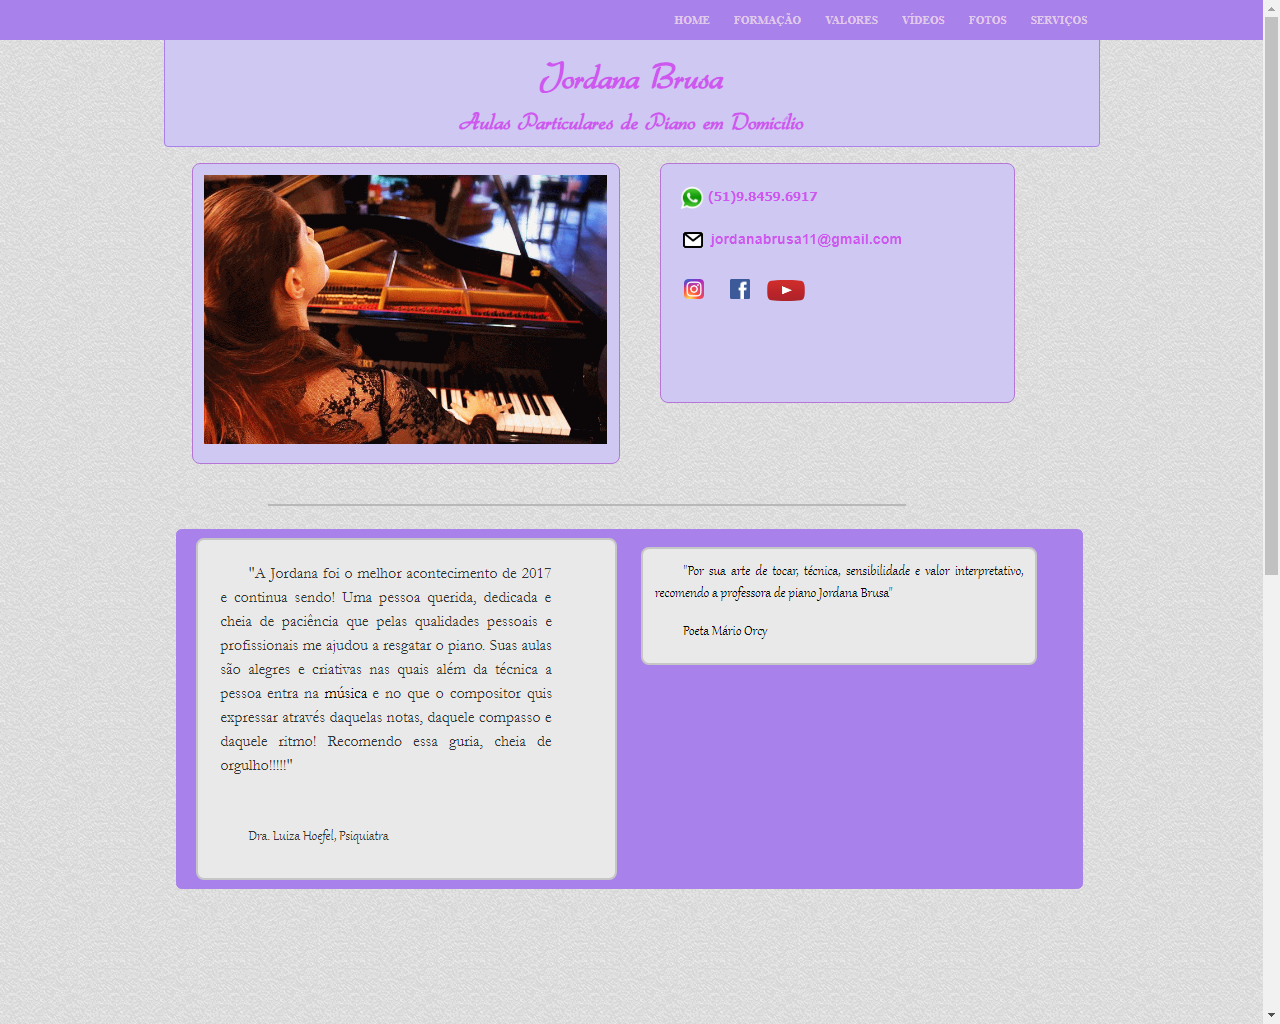 HOME FORMAÇÃO VALORES VÍDEOS FOTOS SERVIÇOS
Jordana Brusa
Aulas Particulares de Piano em Domicílio
(51)9.8459.6917
jordanabrusa11@gmail.com
"A Jordana foi o melhor acontecimento de 2017
e continua sendo! Uma pessoa querida, dedicada e
cheia de paciência que pelas qualidades pessoais e
profissionais me ajudou a resgatar o piano. Suas aulas
são alegres e criativas nas quais além da técnica a
pessoa entra na música e no que o compositor quis
expressar através daquelas notas, daquele compasso e
daquele ritmo! Recomendo essa guria, cheia de
orgulho!!!!!"
Dra. Luiza Hoefel, Psiquiatra
"Por sua arte de tocar, técnica, sensibilidade e valor interpretativo,
recomendo a professora de piano Jordana Brusa"
Poeta Mário Orcy